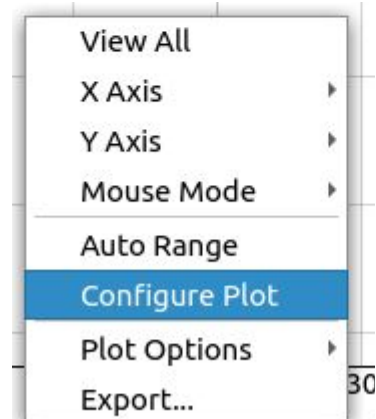 View All
X Axis
Y Axis
Mouse Mode
Auto Range
Configure Plot
Plot Options
30
Export...